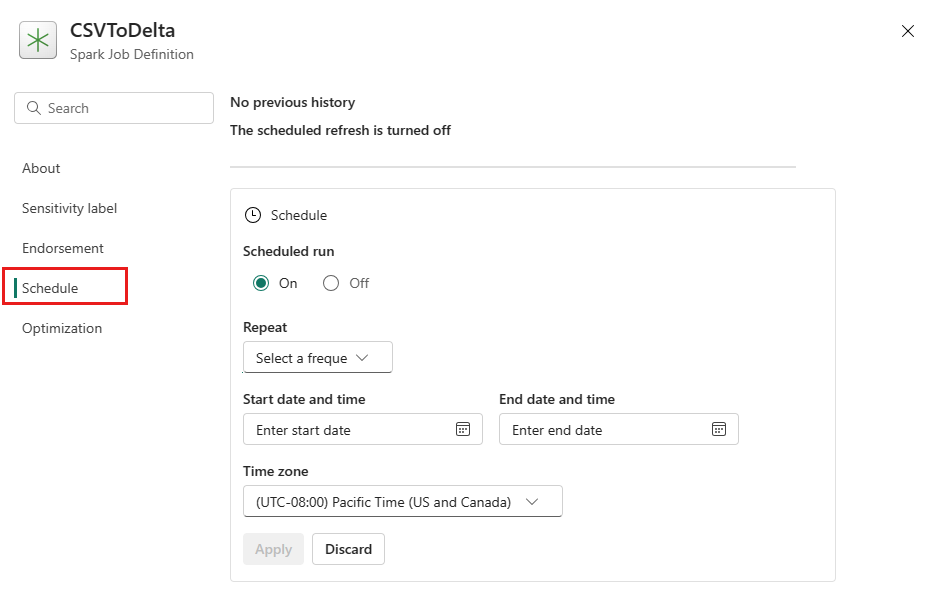 CSVToDelta
Spark Job Definition
Search
About
Sensitivity label
Endorsement
Schedule
Optimization
No previous history
The scheduled refresh is turned off
Schedule
Scheduled run
On Off
Repeat
Select a freque
Start date and time End date and time
Enter start date Enter end date
Time zone
(UTC-08:00) Pacific Time (US and Canada)
Apply Discard